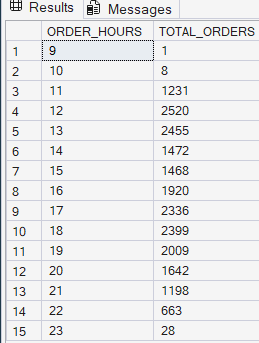 Results Messages
ORDER_HOURS TOTAL_ORDERS
1 9 1
2 10 8
3 11 1231
4 12 2520
5 13 2455
6 14 1472
7 15 1468
8 16 1920
9 17 2336
10 18 2399
11 19 2009
12 20 1642
13 21 1198
14 22 663
15 23 28